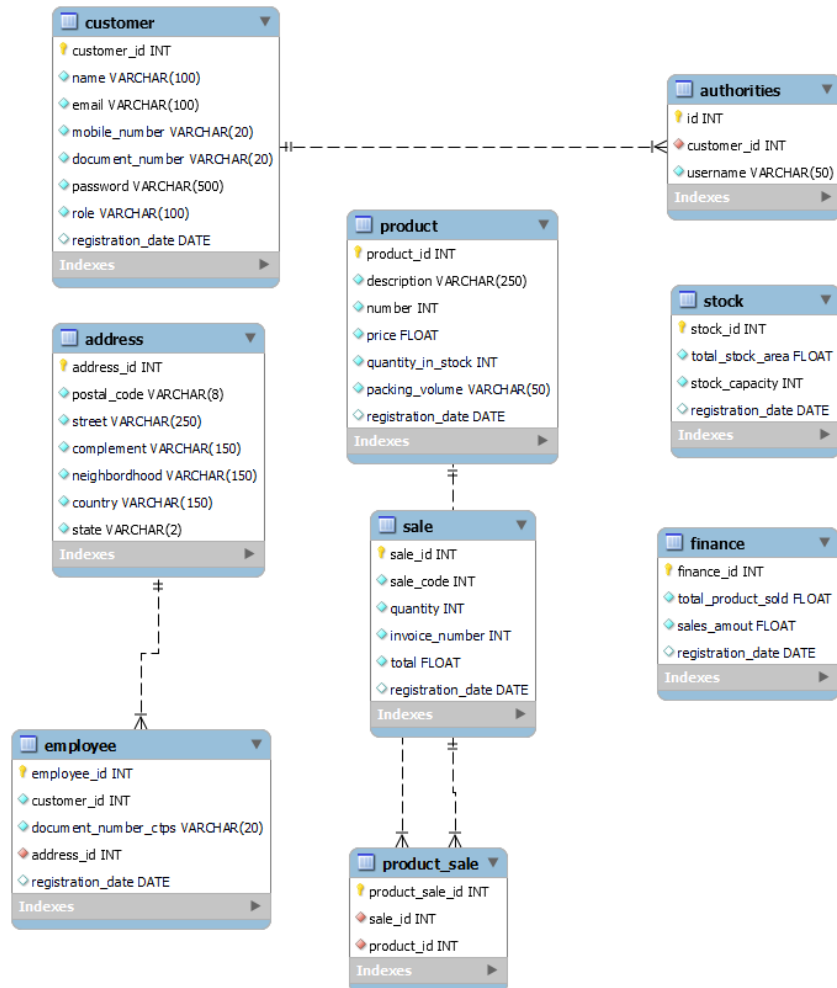 customer
customer_id INT
name VARCHAR(100)
email VARCHAR(100)
mobile_number VARCHAR(20)
document_number VARCHAR(20)
password VARCHAR(500)
role VARCHAR(100)
registration_date DATE
Indexes
authorities
id INT
customer_id INT
username VARCHAR(50)
Indexes
product
product_id INT
description VARCHAR(250)
number INT
price FLOAT
quantity_in_stock INT
packing_volume VARCHAR(50)
registration_date DATE
Indexes
stock
stock_id INT
total_stock_area FLOAT
stock_capacity INT
registration_date DATE
Indexes
address
address_id INT
postal_code VARCHAR(8)
street VARCHAR(250)
complement VARCHAR(150)
neighbordhood VARCHAR(150)
country VARCHAR(150)
state VARCHAR(2)
Indexes
sale
sale_id INT
sale_code INT
quantity INT
invoice_number INT
total FLOAT
registration_date DATE
Indexes
finance
finance_id INT
total_product_sold FLOAT
sales_amout FLOAT
registration_date DATE
Indexes
employee
employee_id INT
customer_id INT
document_number_ctps VARCHAR(20)
address_id INT
registration_date DATE
Indexes
product_sale
product_sale_id INT
sale_id INT
product_id INT
Indexes